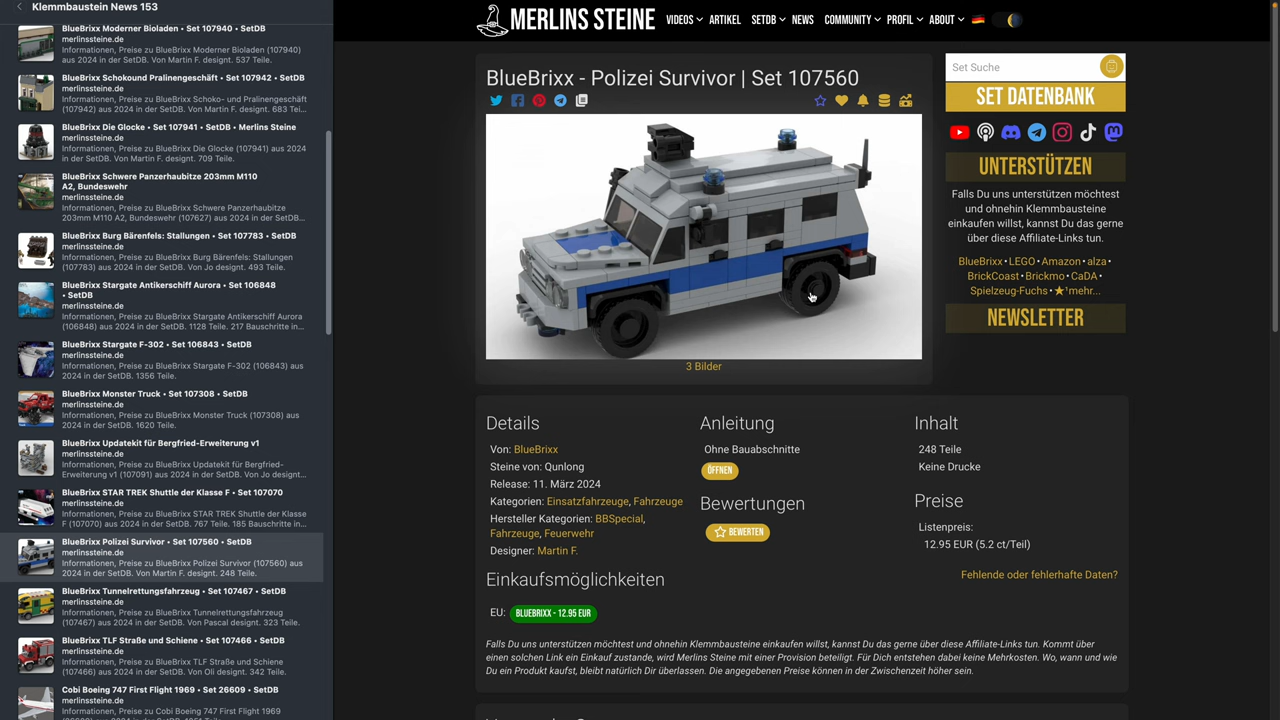 Klemmbaustein News 153
BlueBrixx Moderner Bioladen • Set 107940 • SetDB
merlinssteine.de
Informationen, Preise zu BlueBrixx Moderner Bioladen (107940)
aus 2024 in der SetDB. Von Martin F. designt. 537 Teile.
BlueBrixx Schokound Pralinengeschäft • Set 107942 • SetDB
merlinssteine.de
Informationen, Preise zu BlueBrixx Schoko- und Pralinengeschäft
(107942) aus 2024 in der SetDB. Von Martin F. designt. 683 Tei...
BlueBrixx Die Glocke • Set 107941 • SetDB • Merlins Steine
merlinssteine.de
Informationen, Preise zu BlueBrixx Die Glocke (107941) aus 2024
in der SetDB. Von Martin F. designt. 709 Teile.
BlueBrixx Schwere Panzerhaubitze 203mm M110
A2, Bundeswehr
merlinssteine.de
Informationen, Preise zu BlueBrixx Schwere Panzerhaubitze
203mm M110 A2, Bundeswehr (107627) aus 2024 in der SetDB...
BlueBrixx Burg Bärenfels: Stallungen • Set 107783 • SetDB
merlinssteine.de
Informationen, Preise zu BlueBrixx Burg Bärenfels: Stallungen
(107783) aus 2024 in der SetDB. Von Jo designt. 493 Teile.
BlueBrixx Stargate Antikerschiff Aurora • Set 106848
• SetDB
merlinssteine.de
Informationen, Preise zu BlueBrixx Stargate Antikerschiff Aurora
(106848) aus 2024 in der SetDB. 1128 Teile. 217 Bauschritte in...
BlueBrixx Stargate F-302 • Set 106843 • SetDB
merlinssteine.de
Informationen, Preise zu BlueBrixx Stargate F-302 (106843) aus
2024 in der SetDB. 1356 Teile.
BlueBrixx Monster Truck • Set 107308 • SetDB
merlinssteine.de
Informationen, Preise zu BlueBrixx Monster Truck (107308) aus
2024 in der SetDB. 1620 Teile.
BlueBrixx Updatekit für Bergfried-Erweiterung v1
merlinssteine.de
Informationen, Preise zu BlueBrixx Updatekit für Bergfried-
Erweiterung v1 (107091) aus 2024 in der SetDB. Von Jo designt...
BlueBrixx STAR TREK Shuttle der Klasse F • Set 107070
merlinssteine.de
Informationen, Preise zu BlueBrixx STAR TREK Shuttle der Klasse
F (107070) aus 2024 in der SetDB. 767 Teile. 185 Bauschritte in...
BlueBrixx Polizei Survivor • Set 107560 • SetDB
merlinssteine.de
Informationen, Preise zu BlueBrixx Polizei Survivor (107560) aus
2024 in der SetDB. Von Martin F. designt. 248 Teile.
BlueBrixx Tunnelrettungsfahrzeug • Set 107467 • SetDB
merlinssteine.de
Informationen, Preise zu BlueBrixx Tunnelrettungsfahrzeug
(107467) aus 2024 in der SetDB. Von Pascal designt. 323 Teile.
BlueBrixx TLF Straße und Schiene • Set 107466 • SetDB
merlinssteine.de
Informationen, Preise zu BlueBrixx TLF Straße und Schiene
(107466) aus 2024 in der SetDB. Von Oli designt. 342 Teile.
Cobi Boeing 747 First Flight 1969 • Set 26609 • SetDB
merlinssteine.de
Informationen, Preise zu Cobi Boeing 747 First Flight 1969
MERLINS STEINE
VIDEOS ARTIKEL SETDB NEWS COMMUNITY PROFIL ABOUT
BlueBrixx - Polizei Survivor | Set 107560
3 Bilder
Details
Von: BlueBrixx
Steine von: Qunlong
Release: 11. März 2024
Kategorien: Einsatzfahrzeuge, Fahrzeuge
Hersteller Kategorien: BBSpecial,
Fahrzeuge, Feuerwehr
Designer: Martin F.
Anleitung
Ohne Bauabschnitte
ÖFFNEN
Bewertungen
BEWERTEN
Inhalt
248 Teile
Keine Drucke
Preise
Listenpreis:
12.95 EUR (5.2 ct/Teil)
Fehlende oder fehlerhafte Daten?
Einkaufsmöglichkeiten
EU: BLUEBRIXX - 12.95 EUR
Falls Du uns unterstützen möchtest und ohnehin Klemmbausteine einkaufen willst, kannst Du das gerne über diese Affiliate-Links tun. Kommt über
einen solchen Link ein Einkauf zustande, wird Merlins Steine mit einer Provision beteiligt. Für Dich entstehen dabei keine Mehrkosten. Wo, wann und wie
Du ein Produkt kaufst, bleibt natürlich Dir überlassen. Die angegebenen Preise können in der Zwischenzeit höher sein.
Set Suche
SET DATENBANK
UNTERSTÜTZEN
Falls Du uns unterstützen möchtest
und ohnehin Klemmbausteine
einkaufen willst, kannst Du das gerne
über diese Affiliate-Links tun.
BlueBrixx • LEGO • Amazon • alza •
BrickCoast • Brickmo • CaDA •
Spielzeug-Fuchs • ★¹mehr...
NEWSLETTER